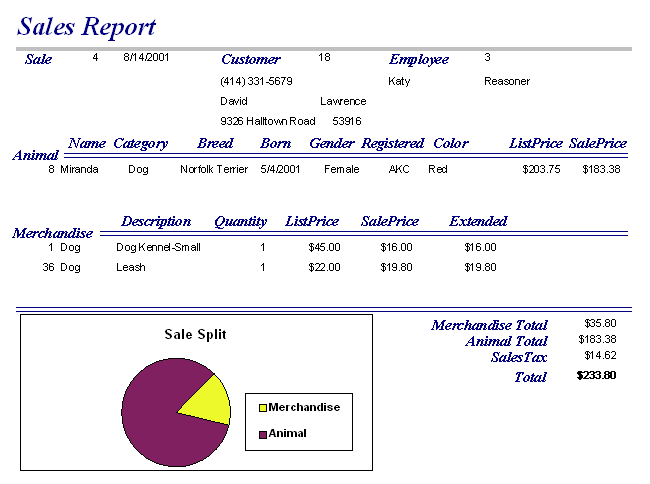 Sales Report
Sale 4 8/14/2001 Customer 18 Employee 3
(414) 331-5679 Katy Reasoner
David Lawrence
9326 Halltown Road 53916
Animal Name Category Breed Born Gender Registered Color ListPrice SalePrice
8 Miranda Dog Norfolk Terrier 5/4/2001 Female AKC Red $203.75 $183.38
Merchandise Description Quantity ListPrice SalePrice Extended
1 Dog Dog Kennel-Small 1 $45.00 $16.00 $16.00
36 Dog Leash 1 $22.00 $19.80 $19.80
Merchandise Total $35.80
Animal Total $183.38
SalesTax $14.62
Total $233.80
Sale Split
Merchandise
Animal